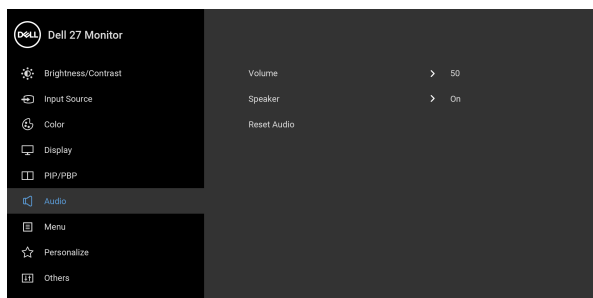 DELL
Dell 27 Monitor
Brightness/Contrast
Input Source
Color
Display
PIP/PBP
Audio
Menu
Personalize
Others
Volume 50
Speaker On
Reset Audio